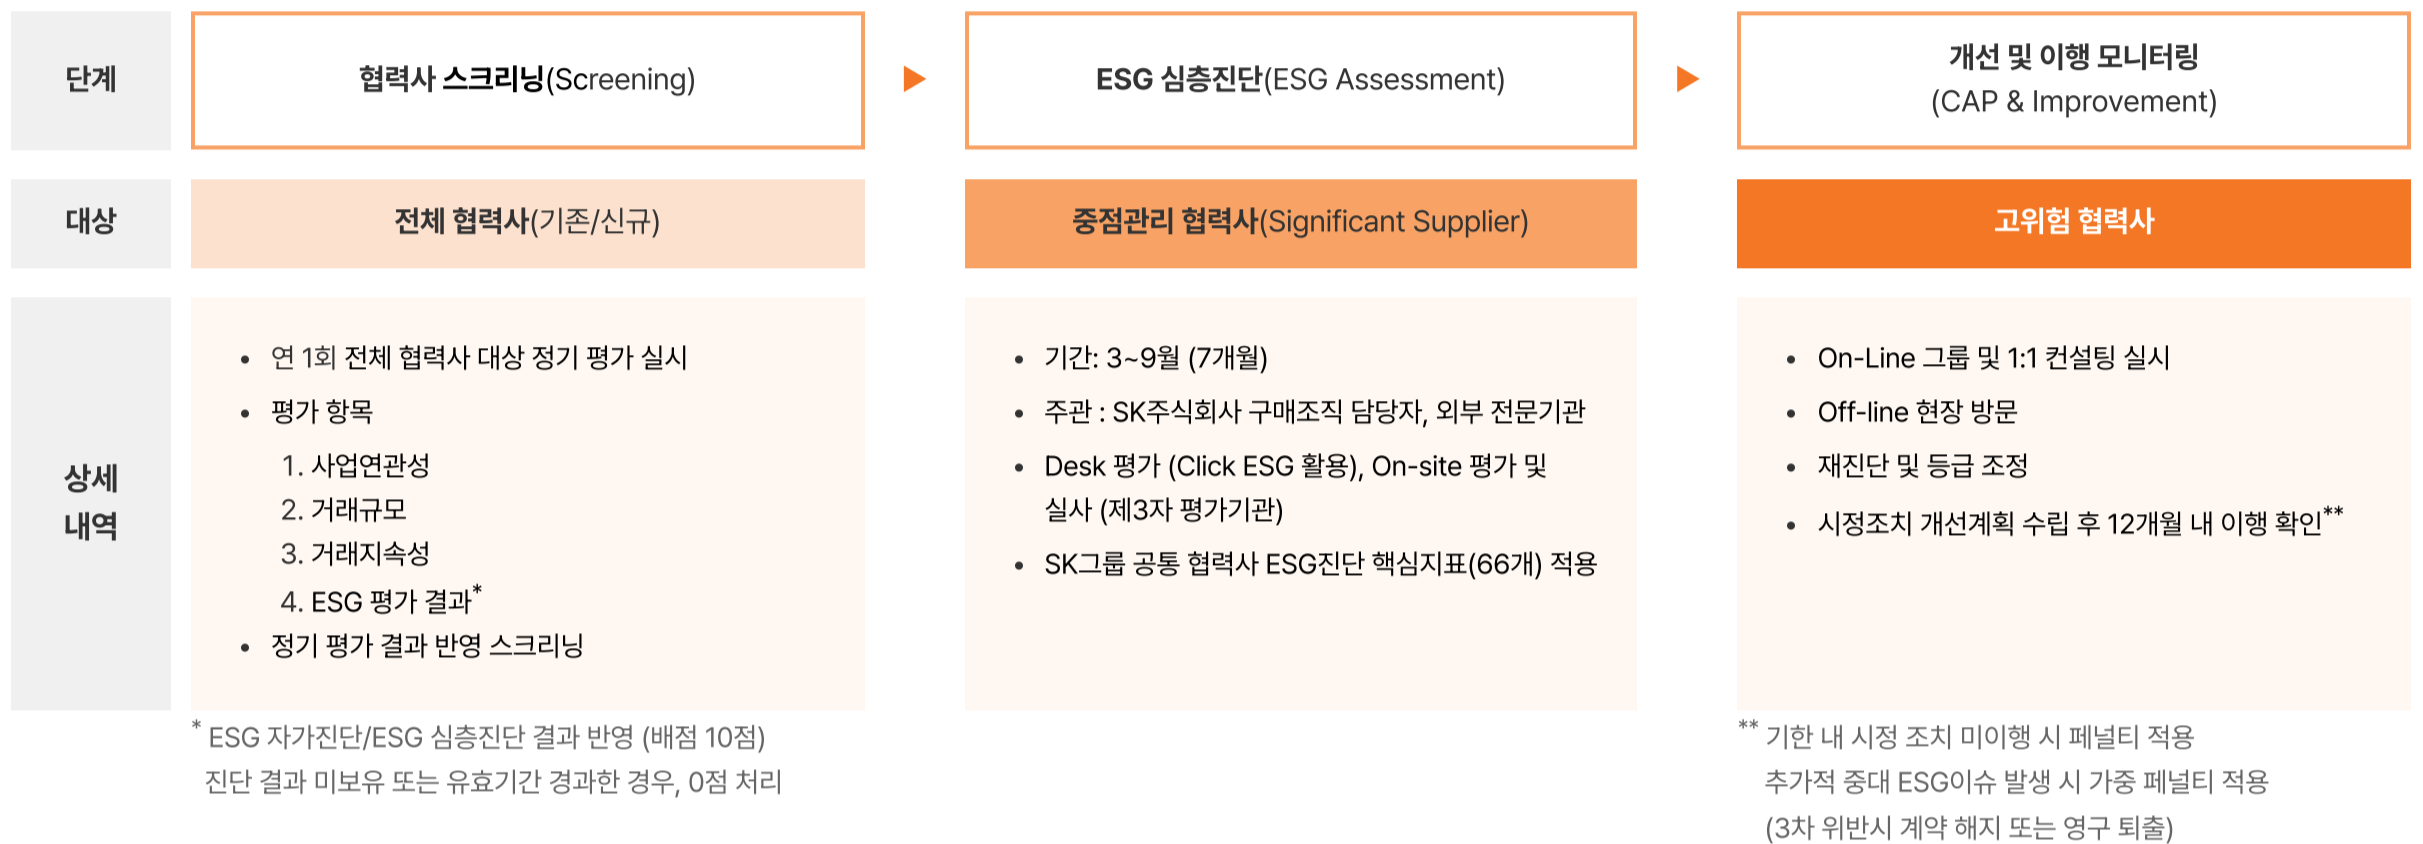 단계
협력사 스크리닝(Screening)
ESG 심층진단(ESG Assessment)
개선 및 이행 모니터링
(CAP & Improvement)
대상
전체 협력사(기존/신규)
중점관리 협력사(Significant Supplier)
고위험 협력사
상세
내역
• 연 1회 전체 협력사 대상 정기 평가 실시
• 평가 항목
1. 사업연관성
2. 거래규모
3. 거래지속성
4. ESG 평가 결과*
• 정기 평가 결과 반영 스크리닝
* ESG 자가진단/ESG 심층진단 결과 반영 (배점 10점)
진단 결과 미보유 또는 유효기간 경과한 경우, 0점 처리
• 기간: 3~9월 (7개월)
• 주관 : SK주식회사 구매조직 담당자, 외부 전문기관
• Desk 평가 (Click ESG 활용), On-site 평가 및
실사 (제3자 평가기관)
• SK그룹 공통 협력사 ESG진단 핵심지표(66개) 적용
• On-Line 그룹 및 1:1 컨설팅 실시
• Off-line 현장 방문
• 재진단 및 등급 조정
• 시정조치 개선계획 수립 후 12개월 내 이행 확인**
** 기한 내 시정 조치 미이행 시 페널티 적용
추가적 중대 ESG이슈 발생 시 가중 페널티 적용
(3차 위반시 계약 해지 또는 영구 퇴출)